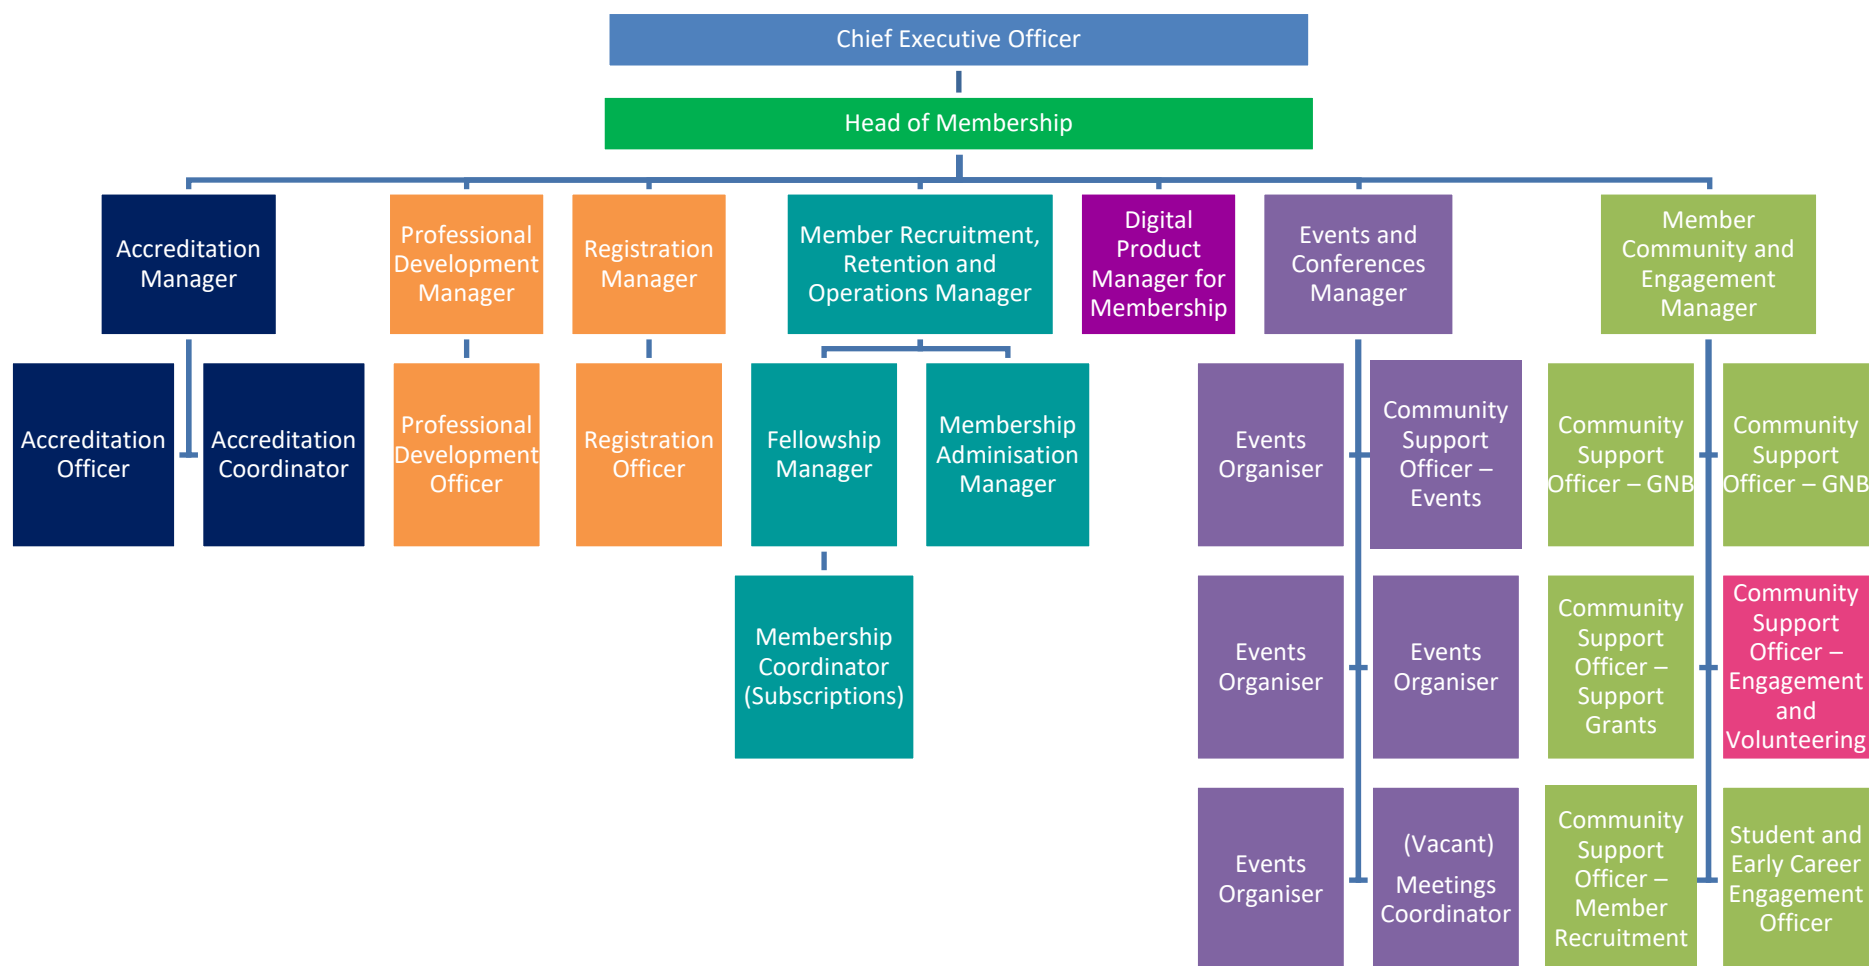 Chief Executive Officer
Head of Membership
Accreditation
Manager
Professional
Development
Manager
Registration
Manager
Member Recruitment,
Retention and
Operations Manager
Digital
Product
Manager for
Membership
Events and
Conferences
Manager
Member
Community and
Engagement
Manager
Accreditation
Officer
Accreditation
Coordinator
Professional
Development
Officer
Registration
Officer
Fellowship
Manager
Membership
Adminisation
Manager
Events
Organiser
Community
Support
Officer –
Events
Community
Support
Officer – GNB
Community
Support
Officer – GNB
Membership
Coordinator
(Subscriptions)
Events
Organiser
Events
Organiser
Community
Support
Officer –
Support
Grants
Community
Support
Officer –
Engagement
and
Volunteering
Events
Organiser
(Vacant)
Meetings
Coordinator
Community
Support
Officer –
Member
Recruitment
Student and
Early Career
Engagement
Officer